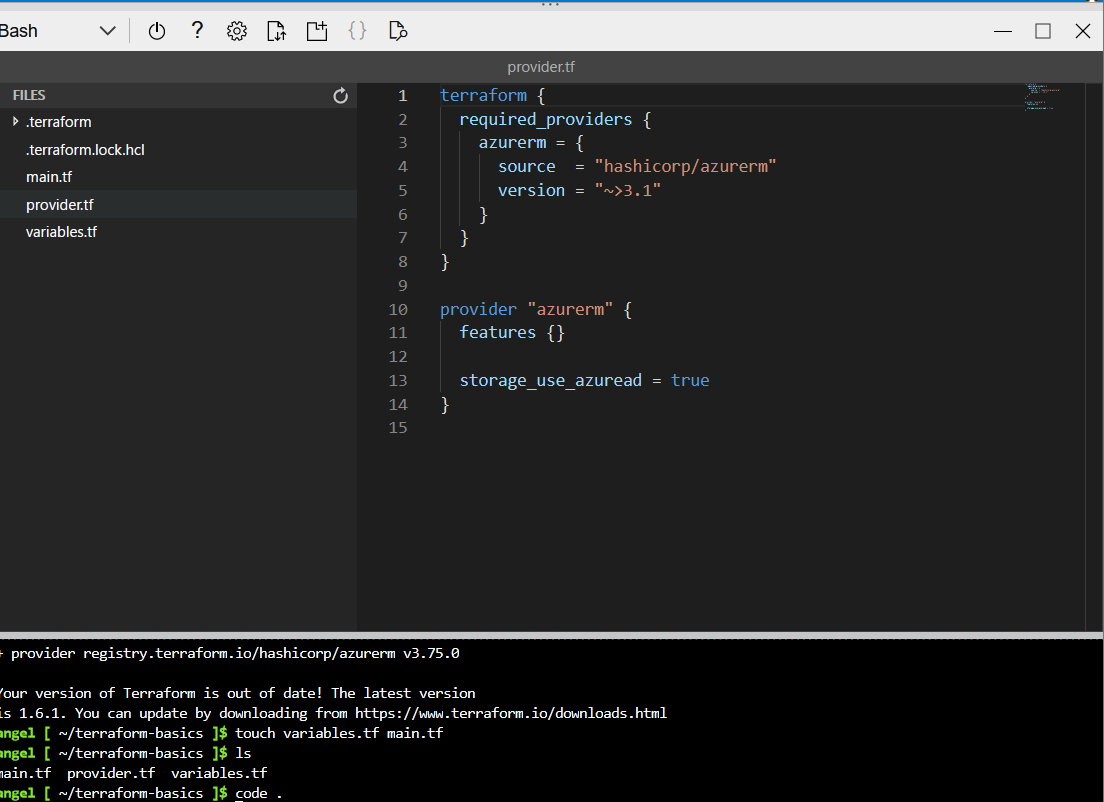 Bash
?
{ }
provider.tf
FILES
.terraform
.terraform.lock.hcl
main.tf
provider.tf
variables.tf
1 terraform {
2   required_providers {
3     azurerm = {
4       source  = "hashicorp/azurerm"
5       version = "~>3.1"
6     }
7   }
8 }
9
10 provider "azurerm" {
11   features {}
12
13   storage_use_azuread = true
14 }
15
+ provider registry.terraform.io/hashicorp/azurerm v3.75.0
Your version of Terraform is out of date! The latest version
is 1.6.1. You can update by downloading from https://www.terraform.io/downloads.html
angel [ ~/terraform-basics ]$ touch variables.tf main.tf
angel [ ~/terraform-basics ]$ ls
main.tf  provider.tf  variables.tf
angel [ ~/terraform-basics ]$ code .